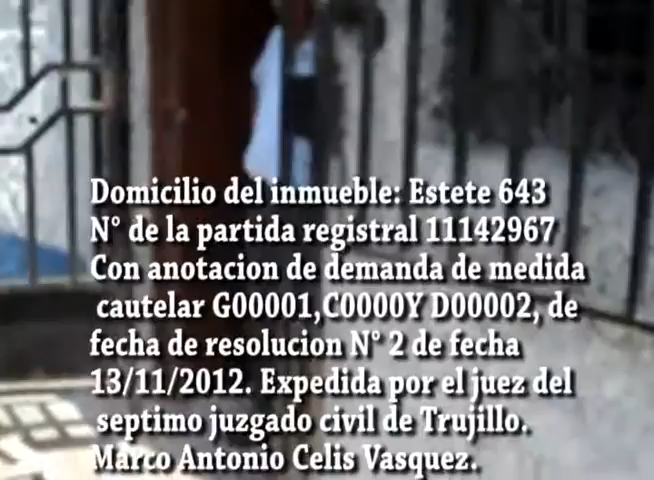 Domicilio del inmueble: Estete 643
N° de la partida registral 11142967
Con anotacion de demanda de medida
cautelar G00001,C0000Y D00002, de
fecha de resolucion N° 2 de fecha
13/11/2012. Expedida por el juez del
septimo juzgado civil de Trujillo.
Marco Antonio Celis Vasquez.